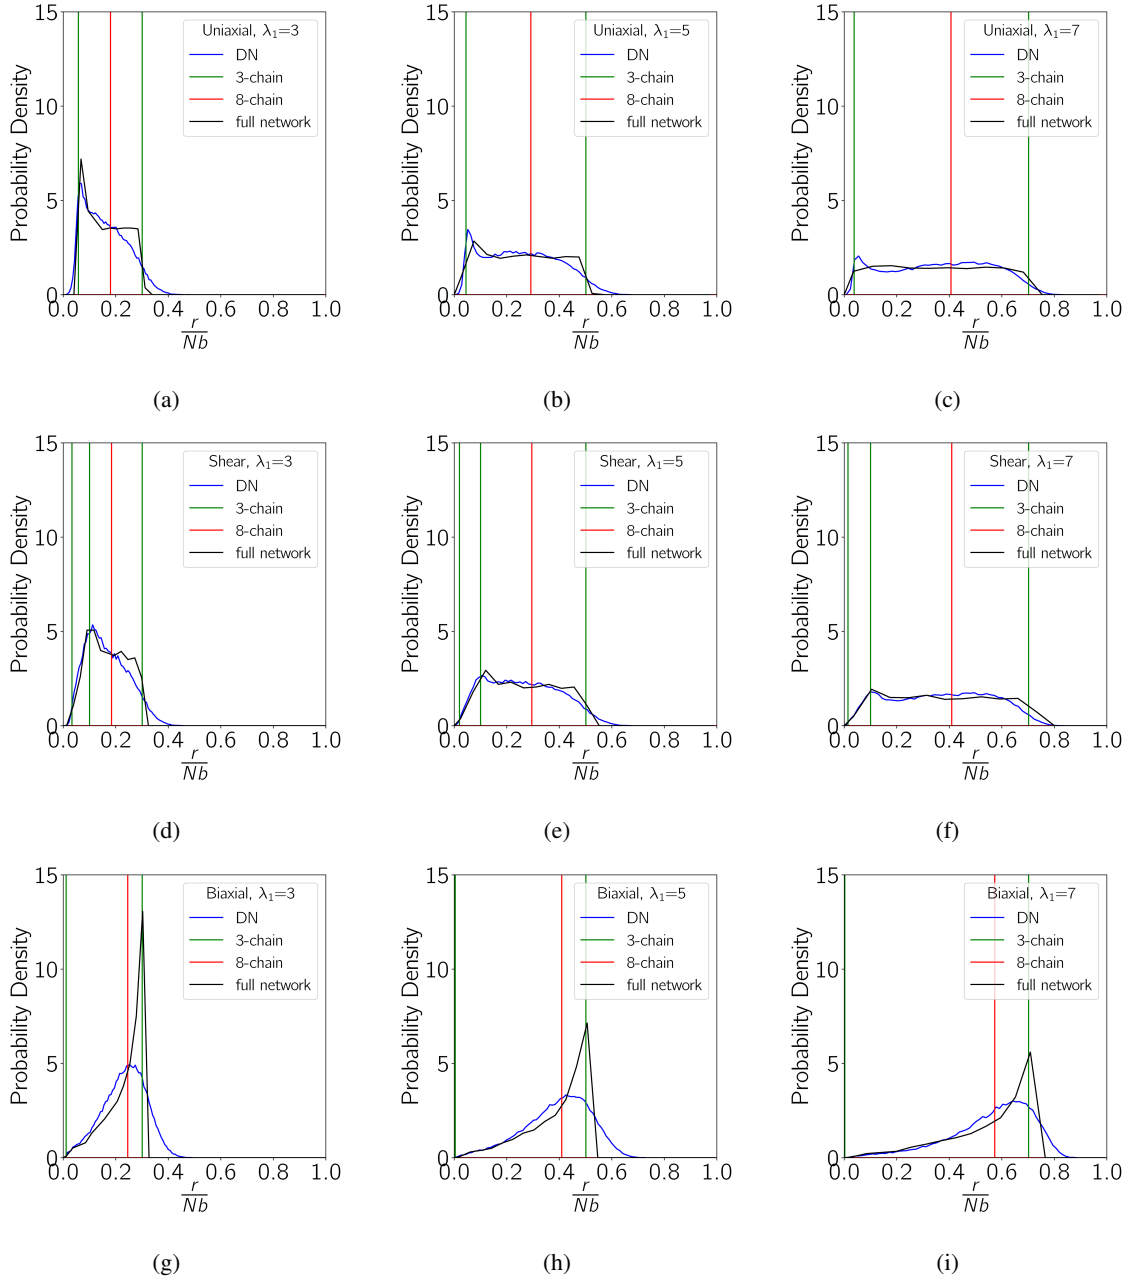 15
10
5
0
0.0 0.2 0.4 0.6 0.8 1.0
Probability Density
r
Nb
Uniaxial, λ1=3
DN
3-chain
8-chain
full network
(a)
15
10
5
0
0.0 0.2 0.4 0.6 0.8 1.0
Probability Density
r
Nb
Uniaxial, λ1=5
DN
3-chain
8-chain
full network
(b)
15
10
5
0
0.0 0.2 0.4 0.6 0.8 1.0
Probability Density
r
Nb
Uniaxial, λ1=7
DN
3-chain
8-chain
full network
(c)
15
10
5
0
0.0 0.2 0.4 0.6 0.8 1.0
Probability Density
r
Nb
Shear, λ1=3
DN
3-chain
8-chain
full network
(d)
15
10
5
0
0.0 0.2 0.4 0.6 0.8 1.0
Probability Density
r
Nb
Shear, λ1=5
DN
3-chain
8-chain
full network
(e)
15
10
5
0
0.0 0.2 0.4 0.6 0.8 1.0
Probability Density
r
Nb
Shear, λ1=7
DN
3-chain
8-chain
full network
(f)
15
10
5
0
0.0 0.2 0.4 0.6 0.8 1.0
Probability Density
r
Nb
Biaxial, λ1=3
DN
3-chain
8-chain
full network
(g)
15
10
5
0
0.0 0.2 0.4 0.6 0.8 1.0
Probability Density
r
Nb
Biaxial, λ1=5
DN
3-chain
8-chain
full network
(h)
15
10
5
0
0.0 0.2 0.4 0.6 0.8 1.0
Probability Density
r
Nb
Biaxial, λ1=7
DN
3-chain
8-chain
full network
(i)